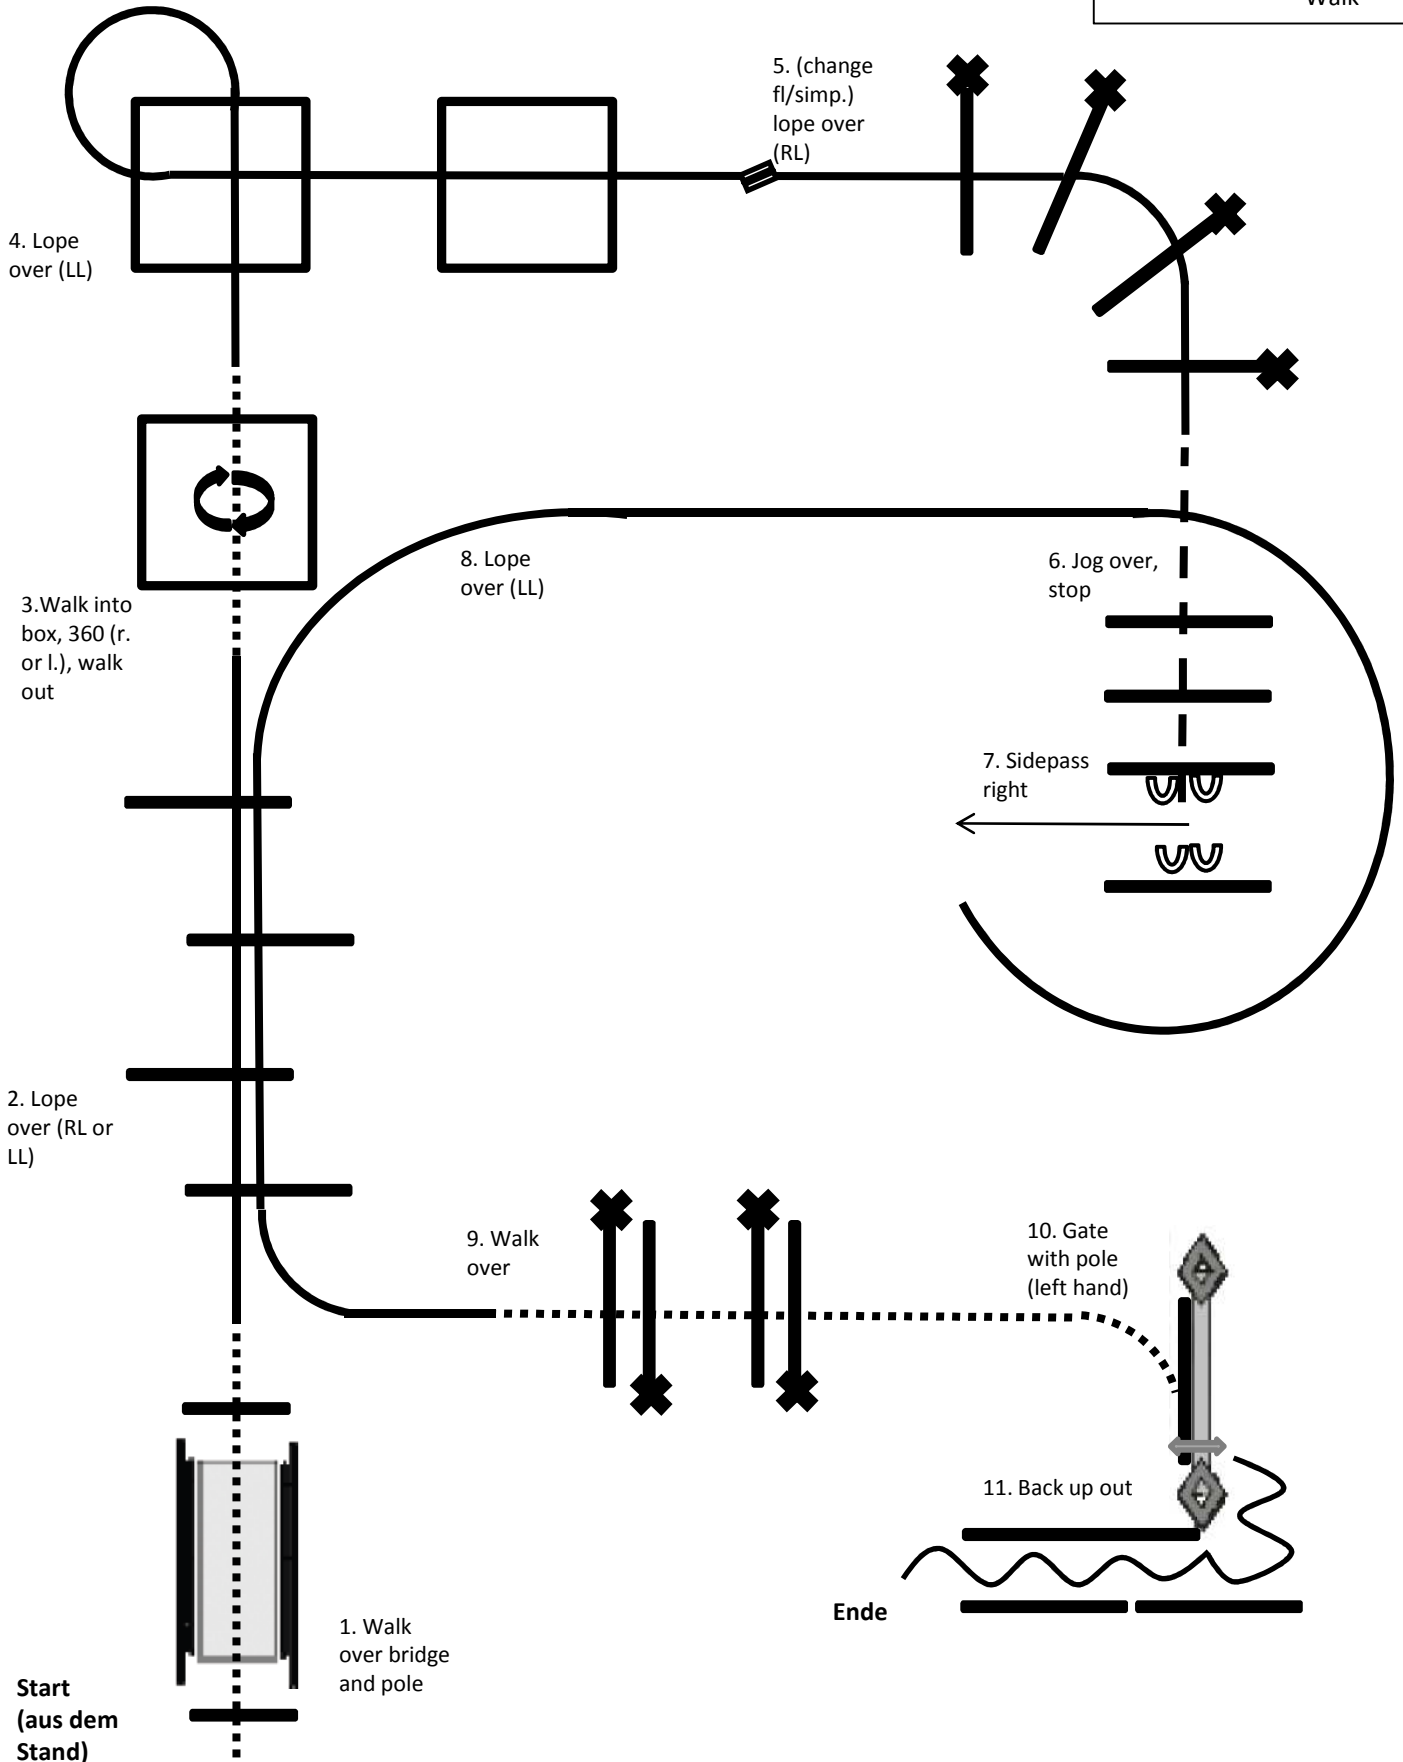 Walk
5. (change
fl/simp.)
lope over
(RL)
4. Lope
over (LL)
8. Lope
over (LL)
6. Jog over,
stop
3.Walk into
box, 360 (r.
or l.), walk
out
7. Sidepass
right
2. Lope
over (RL or
LL)
9. Walk
over
10. Gate
with pole
(left hand)
11. Back up out
Ende
1. Walk
over bridge
and pole
Start
(aus dem
Stand)